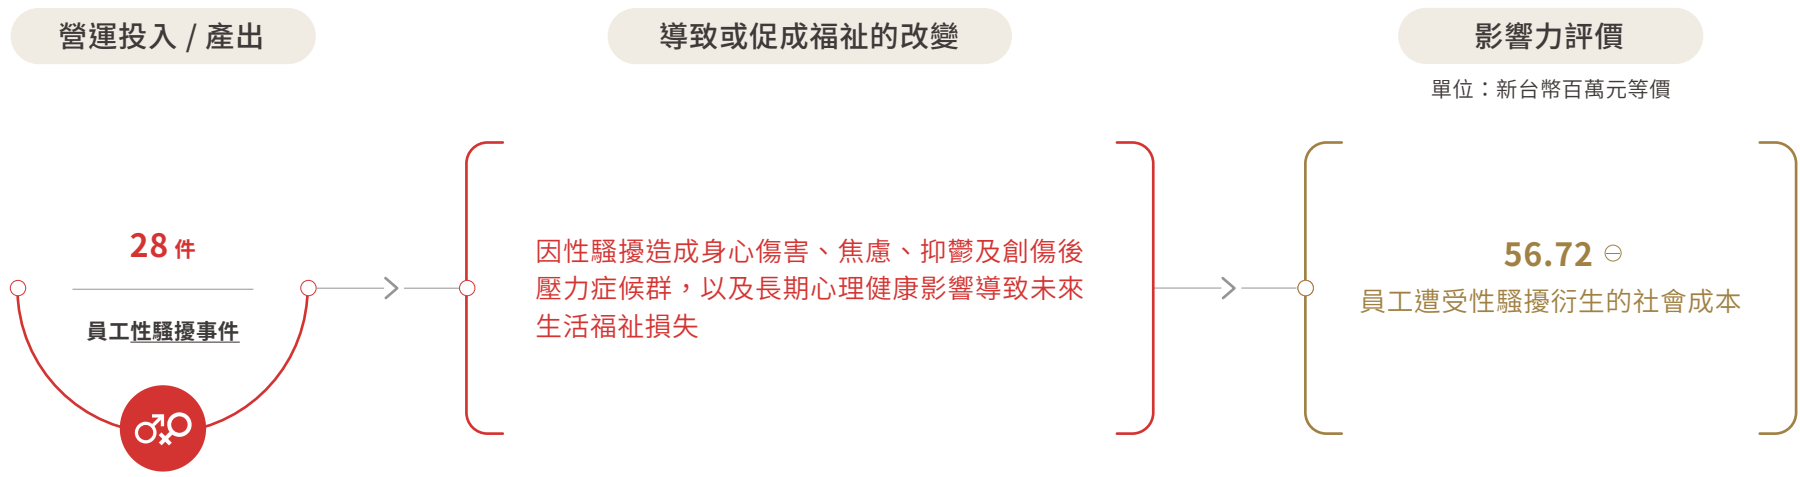 營運投入 / 產出
導致或促成福祉的改變
影響力評價
單位：新台幣百萬元等價
28 件
員工性騷擾事件
因性騷擾造成身心傷害、焦慮、抑鬱及創傷後
壓力症候群，以及長期心理健康影響導致未來
生活福祉損失
56.72 ⊖
員工遭受性騷擾衍生的社會成本